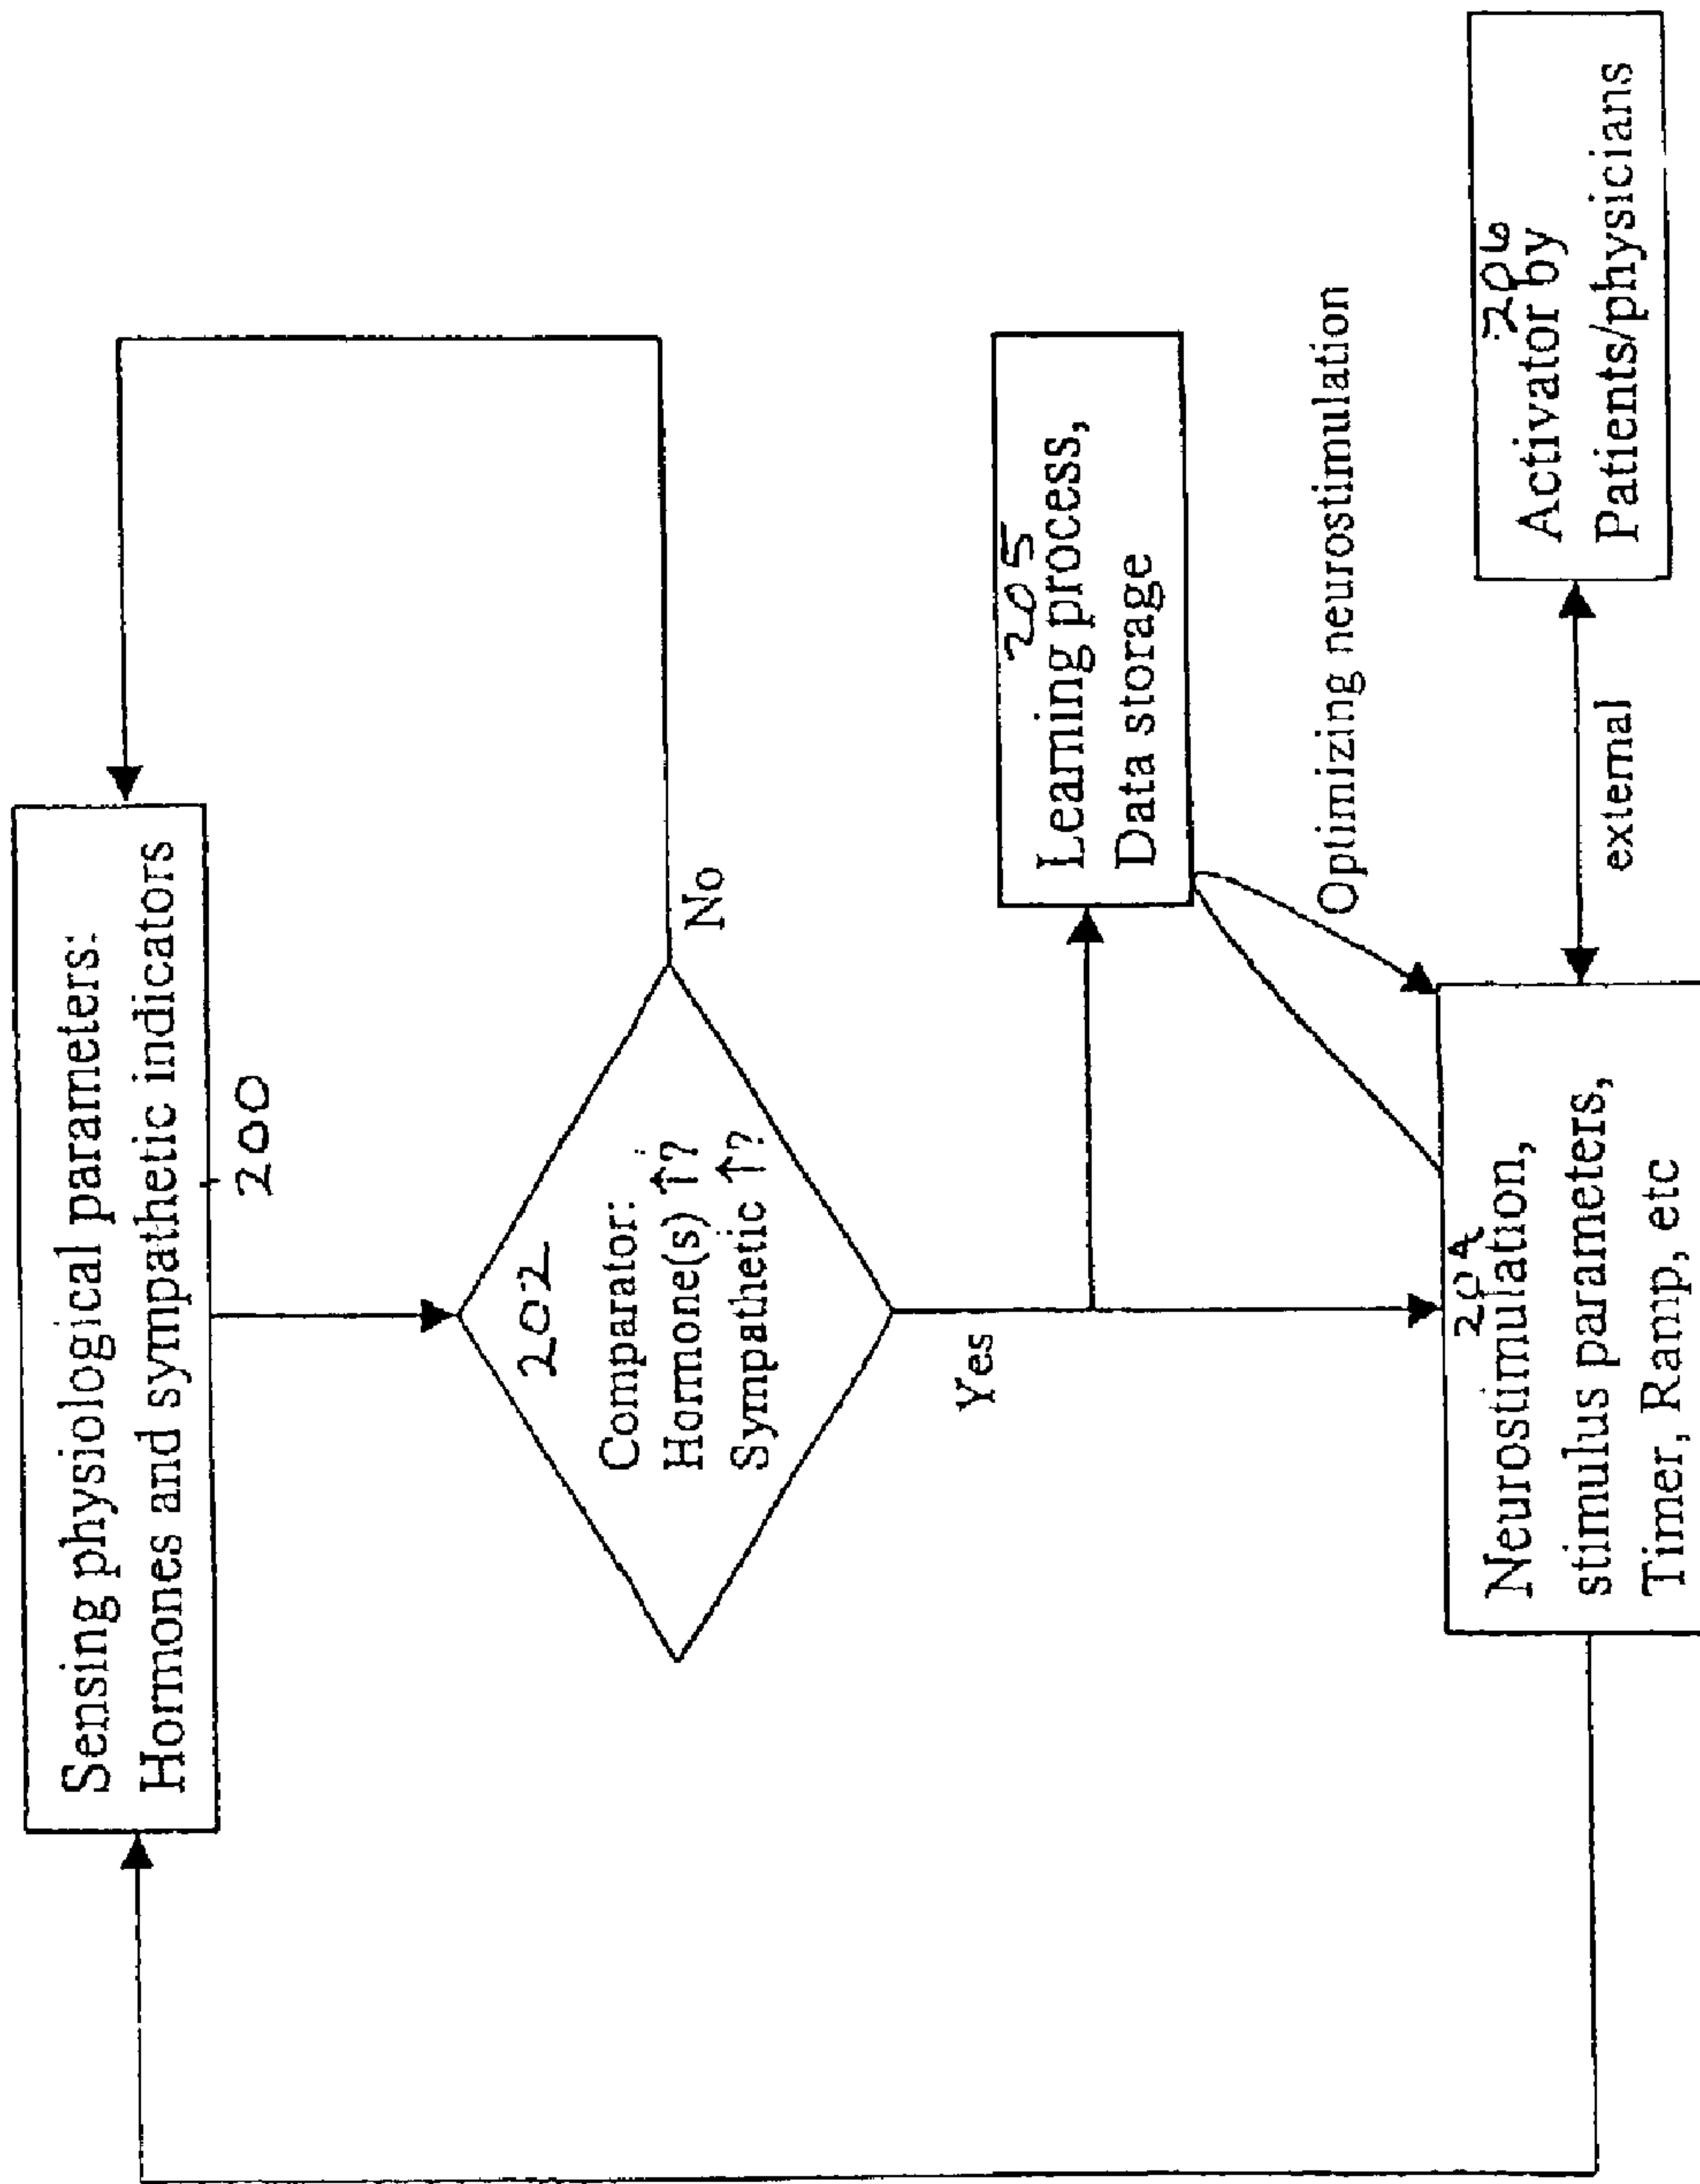 Sensing physiological parameters:
Hormones and sympathetic indicators
200
202
Comparator:
Hormone(s) ↑?
Sympathetic ↑?
No
Yes
205
Learning process,
Data storage
Optimizing neurostimulation
204
Neurostimulation,
stimulus parameters,
Timer, Ramp, etc
external
206
Activator by
Patients/physicians